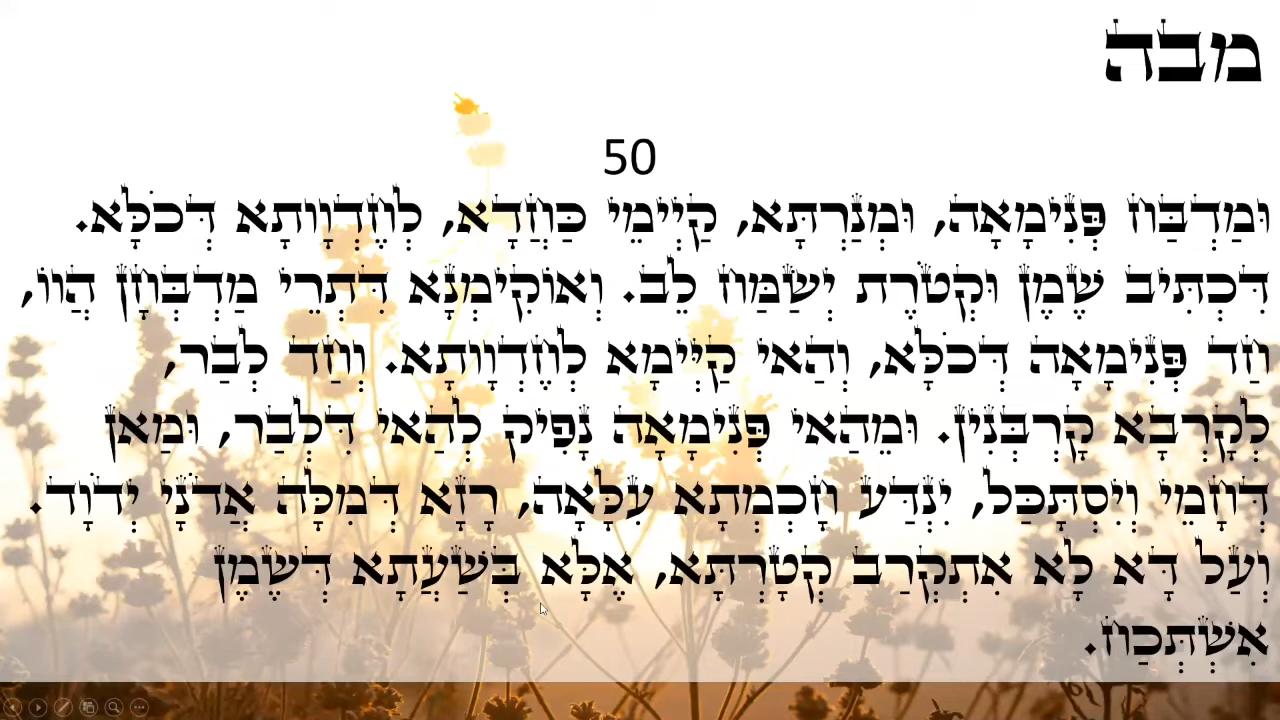 מבה
50
וּמַדְבַּח פְּנִימָאָה, וּמְנַרְתָּא, קַיְימֵי כַּחֲדָא, לְחֶדְוָותָא דְּכֹלָּא.
דִּכְתִּיב שֶׁמֶן וּקְטֹרֶת יְשַׂמַּח לֵב. וְאוֹקִימְנָא דִּתְרֵי מַדְבְּחָן הֲווֹ,
חַד פְּנִימָאָה דְּכֹלָּא, וְהַאי קַיְּימָא לְחֶדְוָותָא. וְחַד לְבַר,
לְקָרְבָא קָרְבְּנִין. וּמֵהַאי פְּנִימָאָה נָפִיק לְהַאי דִּלְבַר, וּמַאן
דְּחָמֵי וְיִסְתָּכַּל, יִנְדַּע חָכְמְתָא עִלָּאָה, רָזָא דְּמִלָּה אֲדֹנָי יְדֹוָד.
וְעַל דָּא לָא אִתְקְרַב קְטָרְתָּא, אֶלָּא בְּשַׁעֲתָא דְּשֶׁמֶן
אִשְׁתְּכַח.